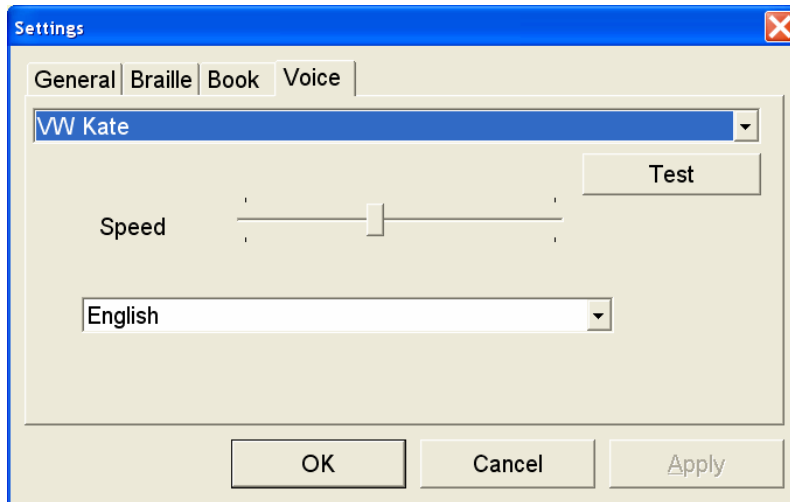 Settings
General Braille Book Voice
VW Kate
Test
Speed
English
OK Cancel Apply